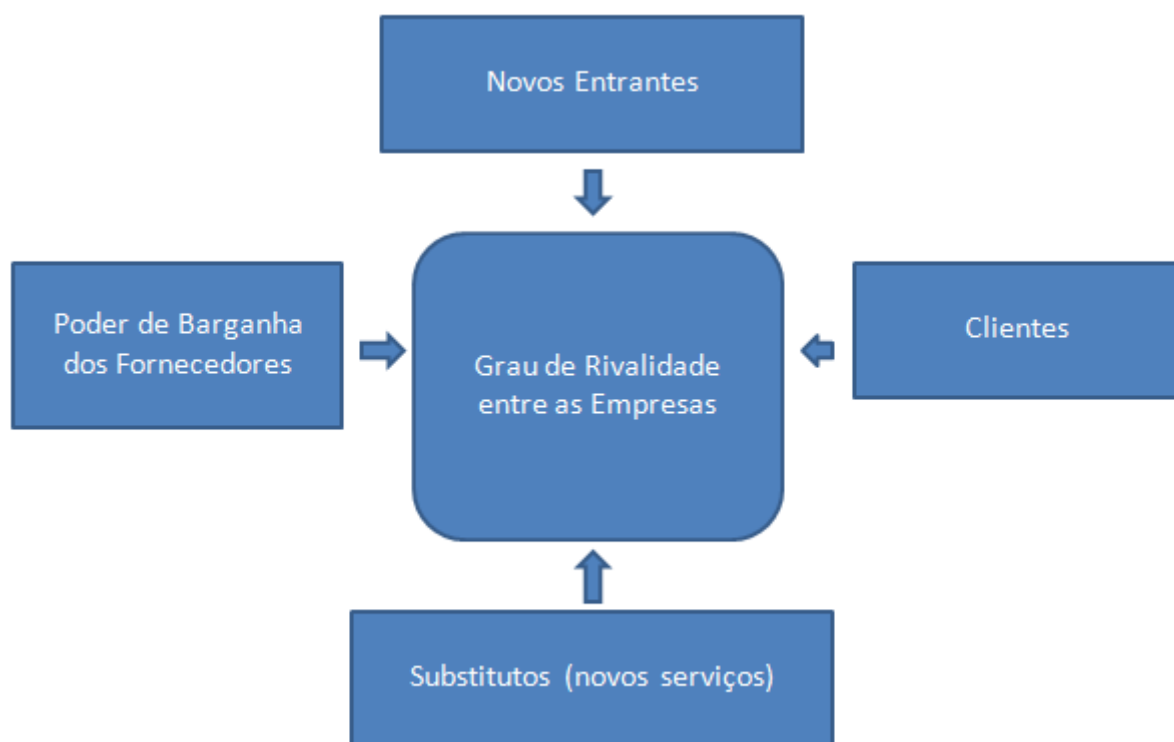 Novos Entrantes
Poder de Barganha
dos Fornecedores
Grau de Rivalidade
entre as Empresas
Clientes
Substitutos (novos serviços)